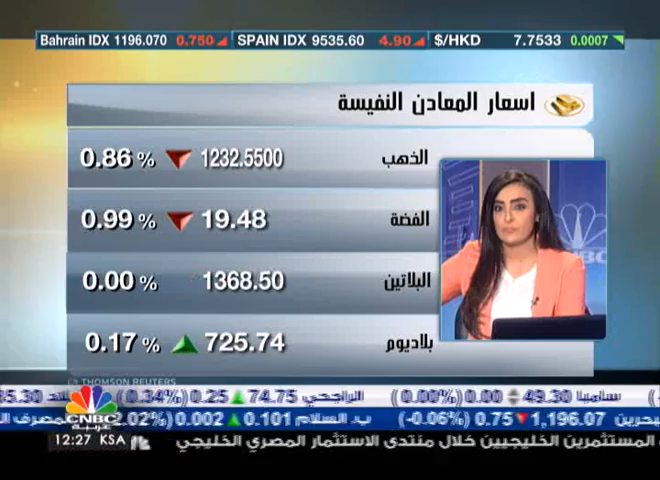 Bahrain IDX 1196.070 0.750 SPAIN IDX 9535.60 4.90 $/HKD 7.7533 0.0007
اسعار المعادن النفيسة
الذهب 1232.5500 0.86 %
الفضة 19.48 0.99 %
البلاتين 1368.50 0.00 %
بلاديوم 725.74 0.17 %
THOMSON REUTERS
سامبا 49.30 0.00 (0.00%) الراجحي 74.75 0.25 (0.34%)
1,196.07 0.75 (-0.06%) ب. السلام 0.101 0.002
CNBC
عربية
12:27 KSA المستثمرين الخليجيين خلال منتدى الاستثمار المصري الخليجي